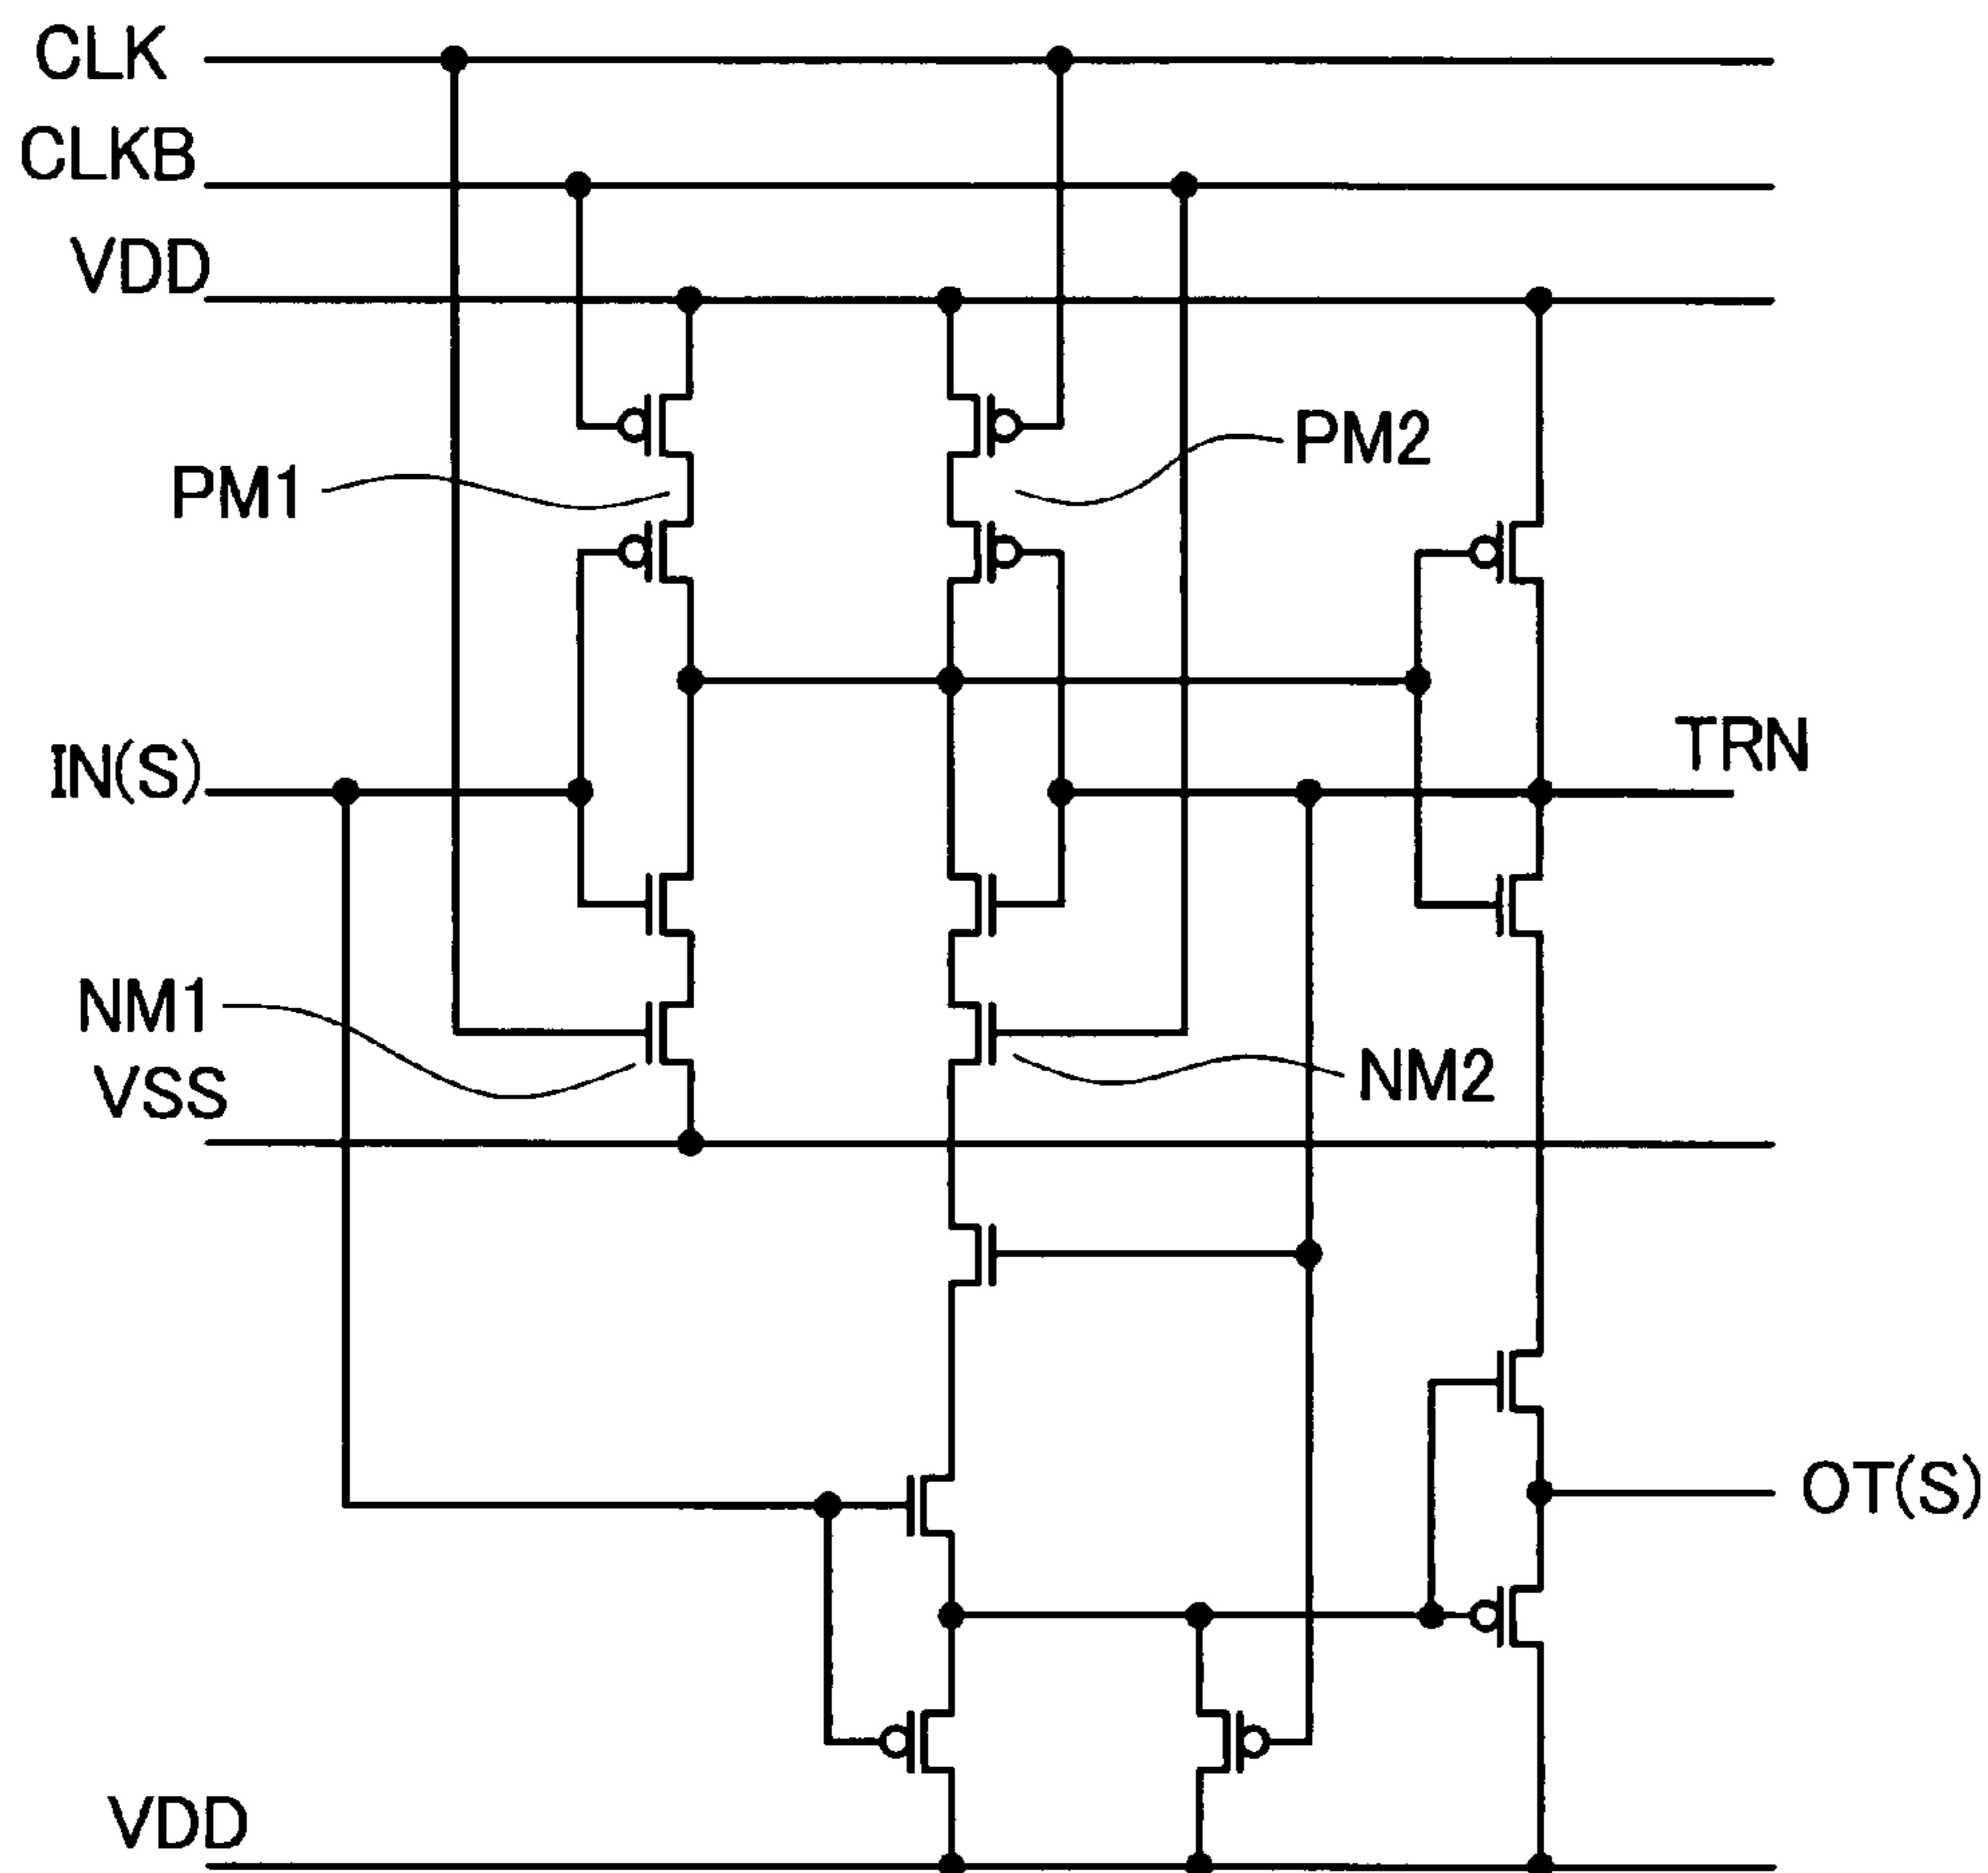 CLK
CLKB
VDD
PM1
PM2
IN(S)
TRN
NM1
NM2
VSS
OT(S)
VDD